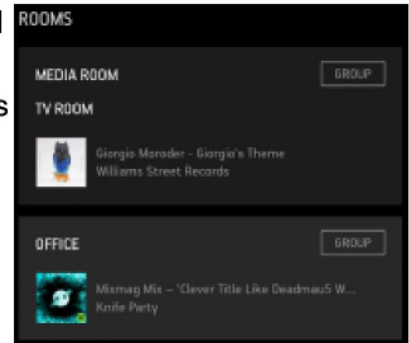 ROOMS
MEDIA ROOM
GROUP
TV ROOM
Giorgio Moroder - Giorgio's Theme
Williams Street Records
OFFICE
GROUP
Mixmag Mix – 'Clever Title Like Deadmau5 W...
Knife Party